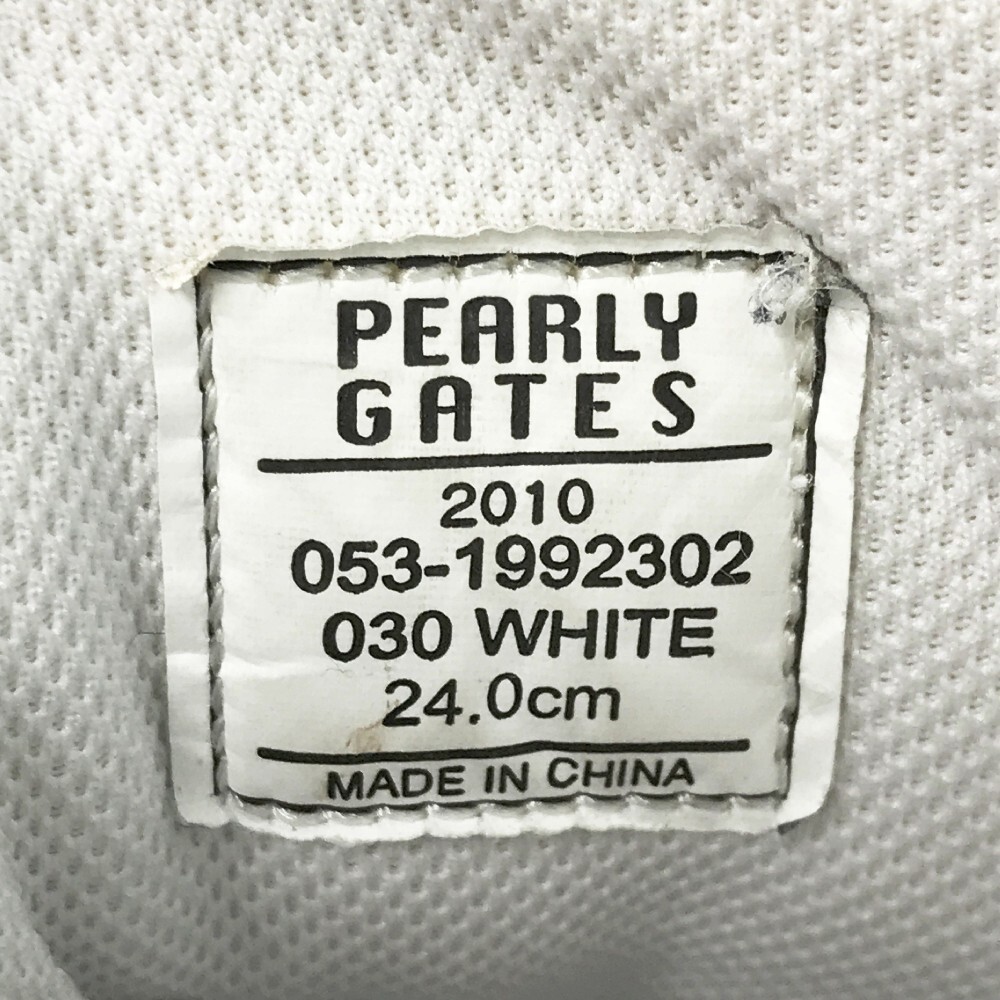 PEARLY
GATES
2010
053-1992302
030 WHITE
24.0cm
MADE IN CHINA